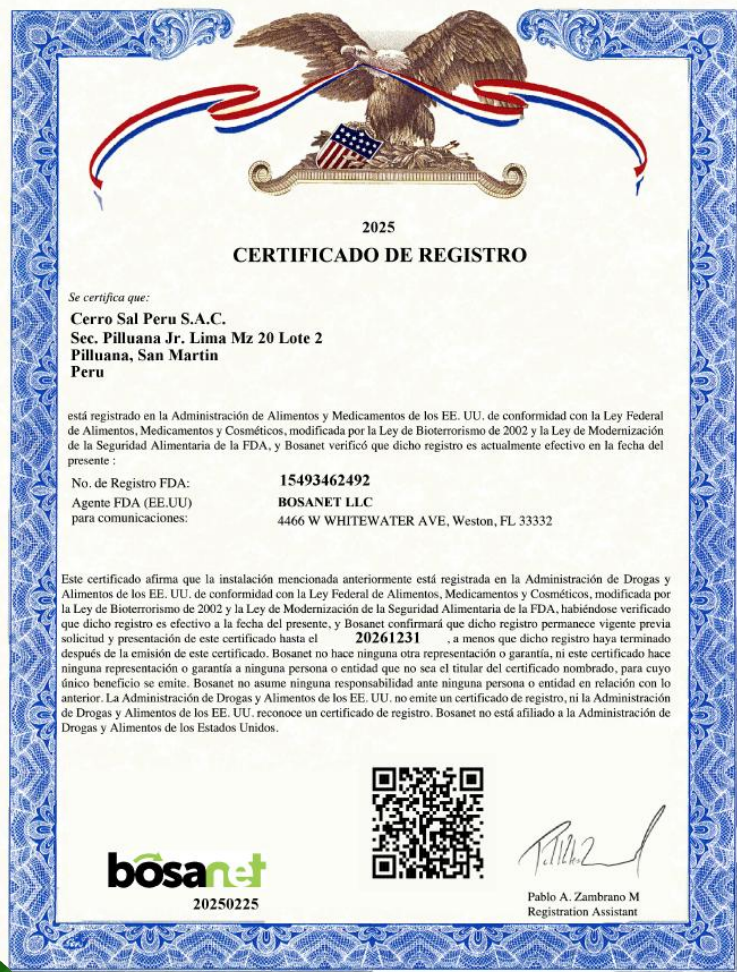 2025
CERTIFICADO DE REGISTRO
Se certifica que:
Cerro Sal Peru S.A.C.
Sec. Pilluana Jr. Lima Mz 20 Lote 2
Pilluana, San Martin
Peru
está registrado en la Administración de Alimentos y Medicamentos de los EE. UU. de conformidad con la Ley Federal
de Alimentos, Medicamentos y Cosméticos, modificada por la Ley de Bioterrorismo de 2002 y la Ley de Modernización
de la Seguridad Alimentaria de la FDA, y Bosanet verificó que dicho registro es actualmente efectivo en la fecha del
presente :
No. de Registro FDA: 15493462492
Agente FDA (EE.UU) BOSANET LLC
para comunicaciones: 4466 W WHITEWATER AVE, Weston, FL 33332
Este certificado afirma que la instalación mencionada anteriormente está registrada en la Administración de Drogas y
Alimentos de los EE. UU. de conformidad con la Ley Federal de Alimentos, Medicamentos y Cosméticos, modificada por
la Ley de Bioterrorismo de 2002 y la Ley de Modernización de la Seguridad Alimentaria de la FDA, habiéndose verificado
que dicho registro es efectivo a la fecha del presente, y Bosanet confirmará que dicho registro permanece vigente previa
solicitud y presentación de este certificado hasta el 20261231 , a menos que dicho registro haya terminado
después de la emisión de este certificado. Bosanet no hace ninguna otra representación o garantía, ni este certificado hace
ninguna representación o garantía a ninguna persona o entidad que no sea el titular del certificado nombrado, para cuyo
único beneficio se emite. Bosanet no asume ninguna responsabilidad ante ninguna persona o entidad en relación con lo
anterior. La Administración de Drogas y Alimentos de los EE. UU. no emite un certificado de registro, ni la Administración
de Drogas y Alimentos de los EE. UU. reconoce un certificado de registro. Bosanet no está afiliado a la Administración de
Drogas y Alimentos de los Estados Unidos.
bosanet
20250225
Pablo A. Zambrano M
Registration Assistant